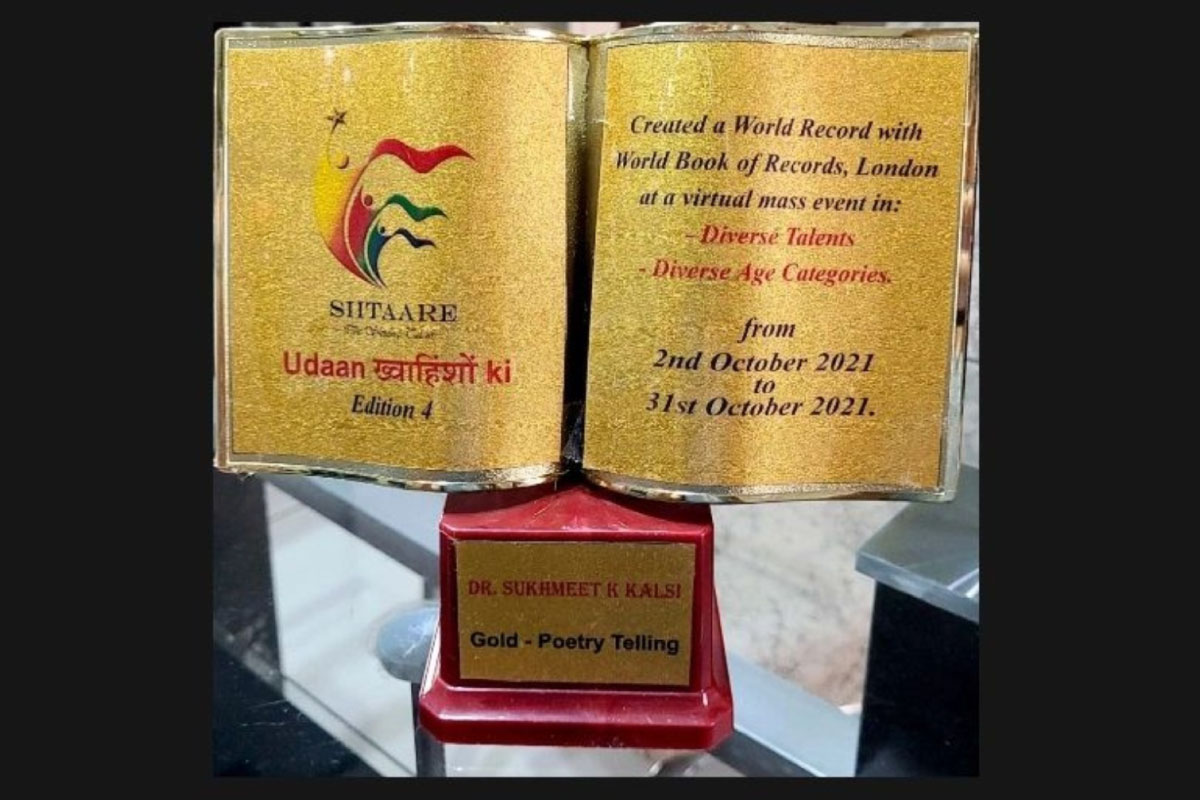 SIITAARE
Udaan ख्वाहिंशों ki
Edition 4
Created a World Record with
World Book of Records, London
at a virtual mass event in:
- Diverse Talents
- Diverse Age Categories.
from
2nd October 2021
to
31st October 2021.
DR. SUKHMEET K KALSI
Gold - Poetry Telling